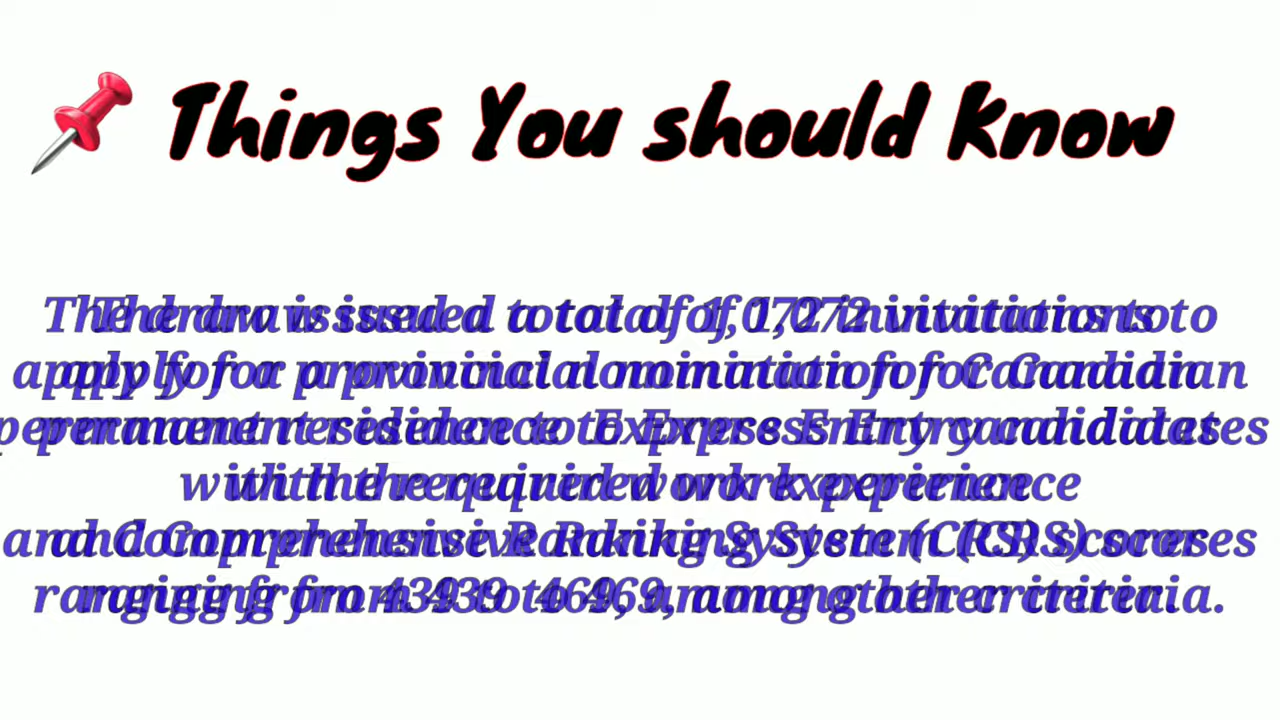 📌 Things You should Know
The draw issued a total of 1,072 invitations to
apply for a provincial nomination for Canadian
permanent residence to Express Entry candidates
with the required work experience
and Comprehensive Ranking System (CRS) scores
ranging from 439 to 469, among other criteria.